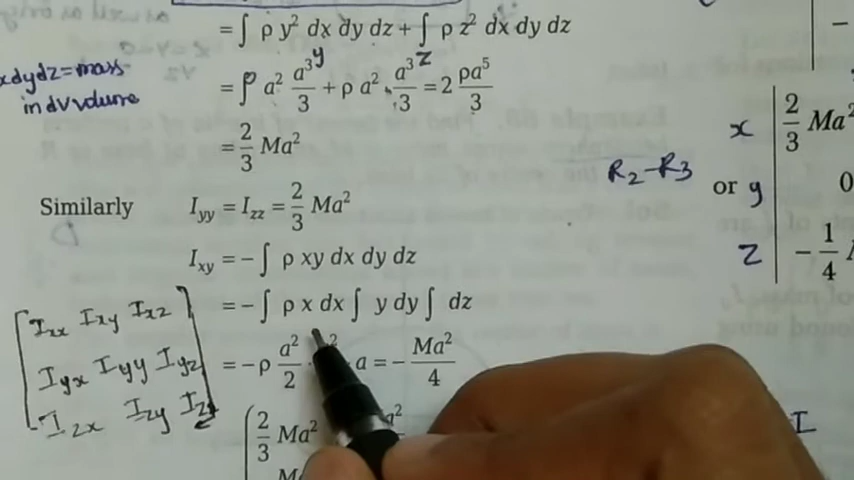 = ∫ ρ y² dx dy dz + ∫ ρ z² dx dy dz
xdydz = mass
in dV volume
= ρ a² a³/3 y + ρ a² · a³/3 z = 2 ρa⁵/3
= 2/3 Ma²
Similarly I_yy = I_zz = 2/3 Ma²
I_xy = − ∫ ρ xy dx dy dz
= − ∫ ρ x dx ∫ y dy ∫ dz
= −ρ a²/2 · a = − Ma²/4
2/3 Ma²
I_xx I_xy I_xz
I_yx I_yy I_yz
I_zx I_zy I_zz
R₂−R₃
x 2/3 Ma²
or y 0
z −1/4
I